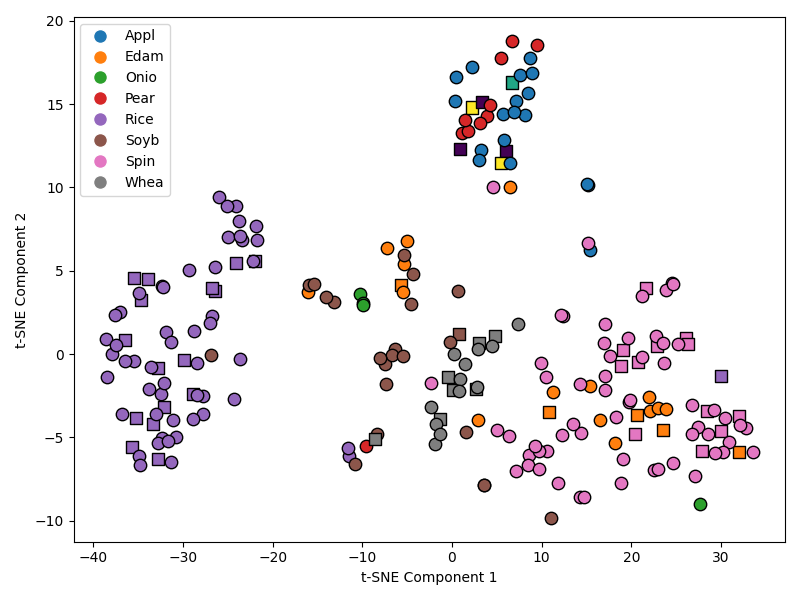 Appl
Edam
Onio
Pear
Rice
Soyb
Spin
Whea
20
15
10
5
0
−5
−10
t-SNE Component 2
−40 −30 −20 −10 0 10 20 30
t-SNE Component 1